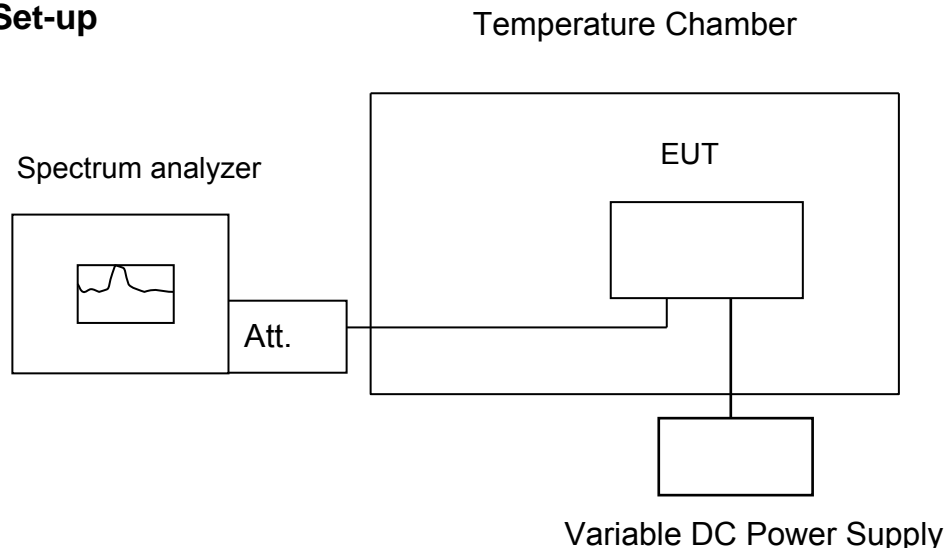 Set-up
Temperature Chamber
Spectrum analyzer
EUT
Att.
Variable DC Power Supply